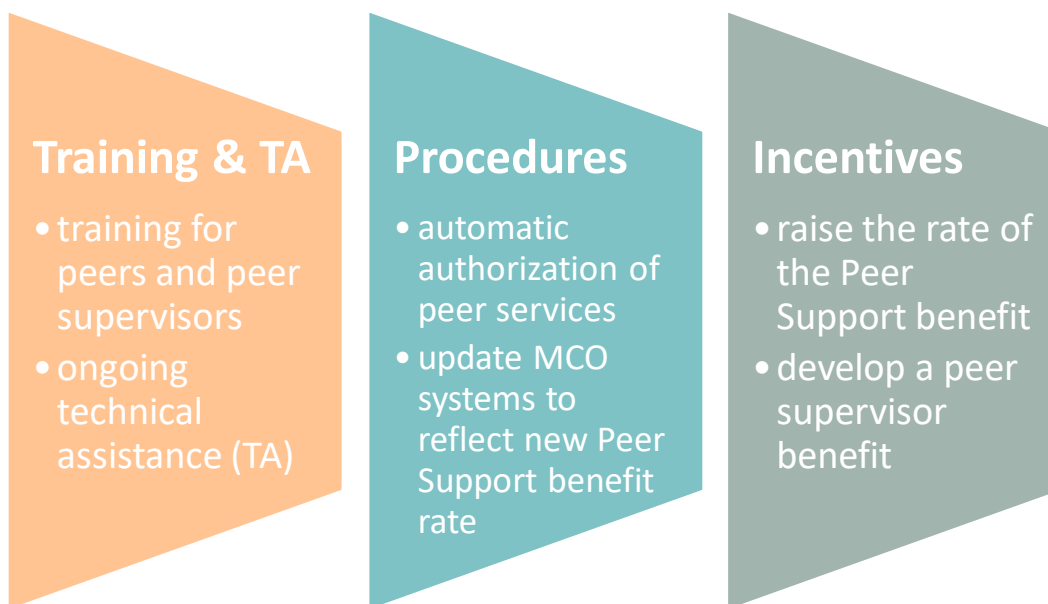 Training & TA
• training for
peers and peer
supervisors
• ongoing
technical
assistance (TA)
Procedures
• automatic
authorization of
peer services
• update MCO
systems to
reflect new Peer
Support benefit
rate
Incentives
• raise the rate of
the Peer
Support benefit
• develop a peer
supervisor
benefit